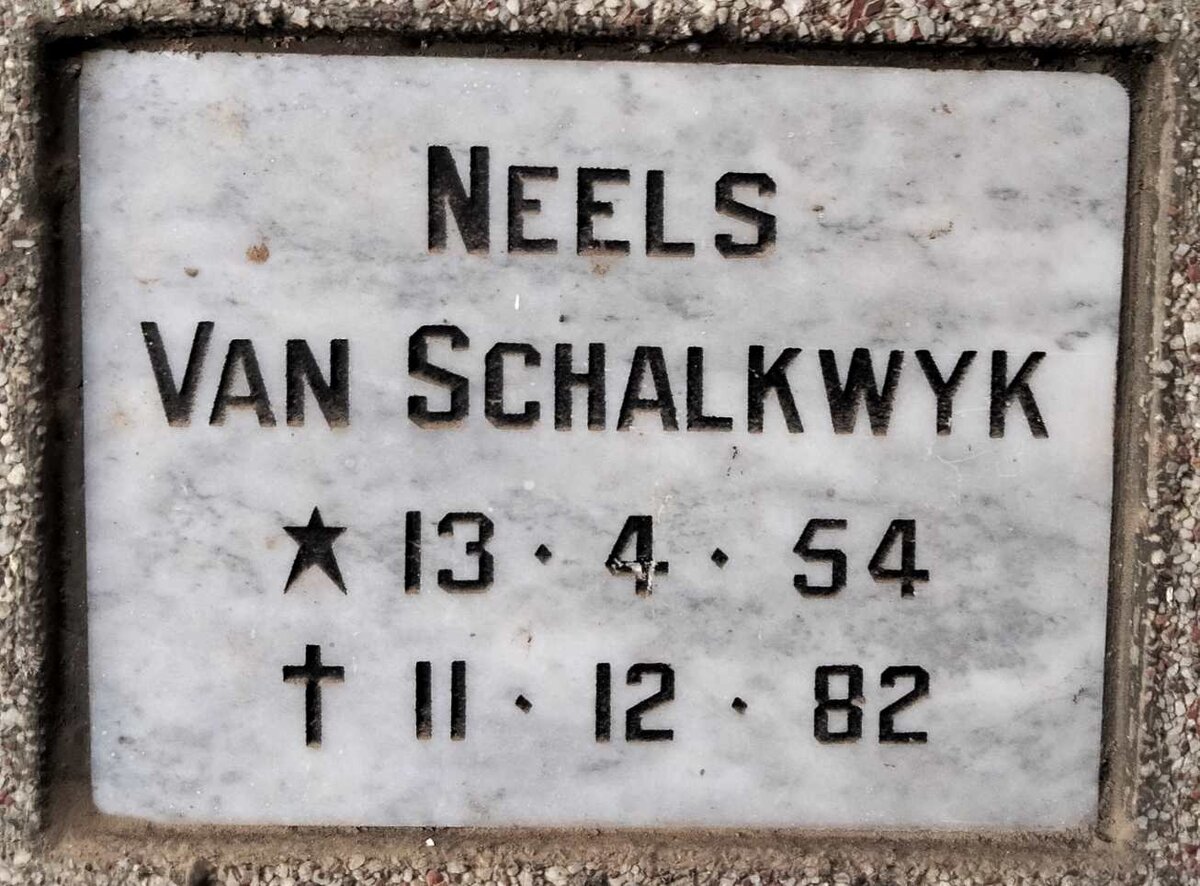 NEELS
VAN SCHALKWYK
★ 13 · 4 · 54
† 11 · 12 · 82